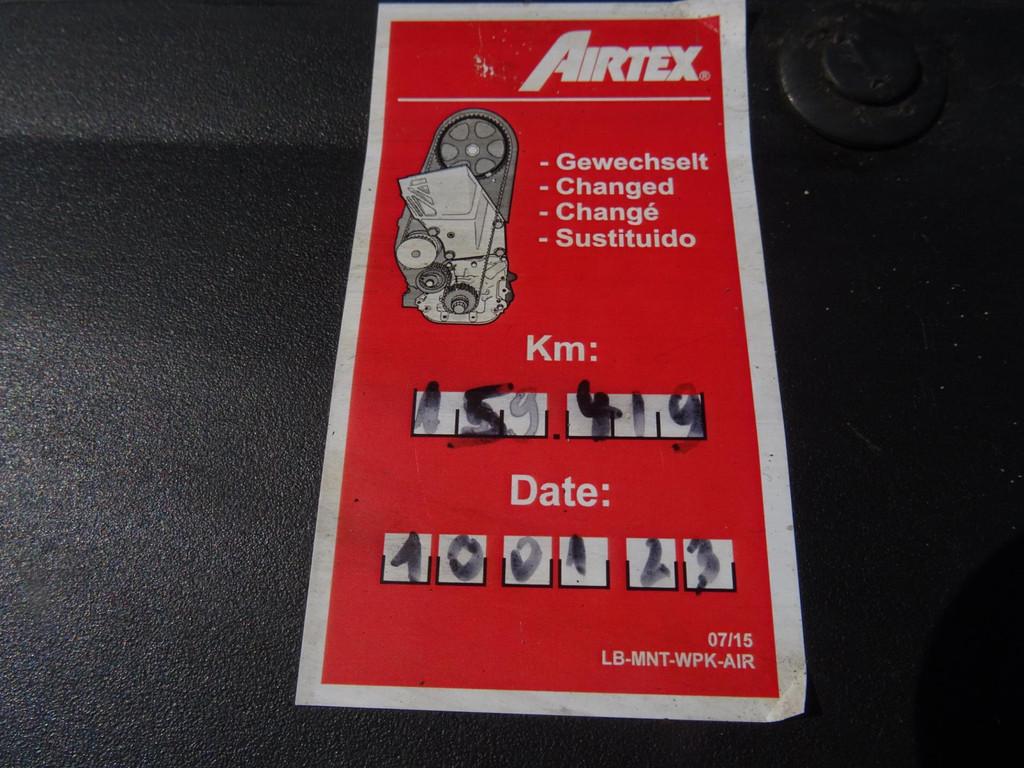 AIRTEX®
- Gewechselt
- Changed
- Changé
- Sustituido
Km:
159.419
Date:
10 01 23
07/15
LB-MNT-WPK-AIR